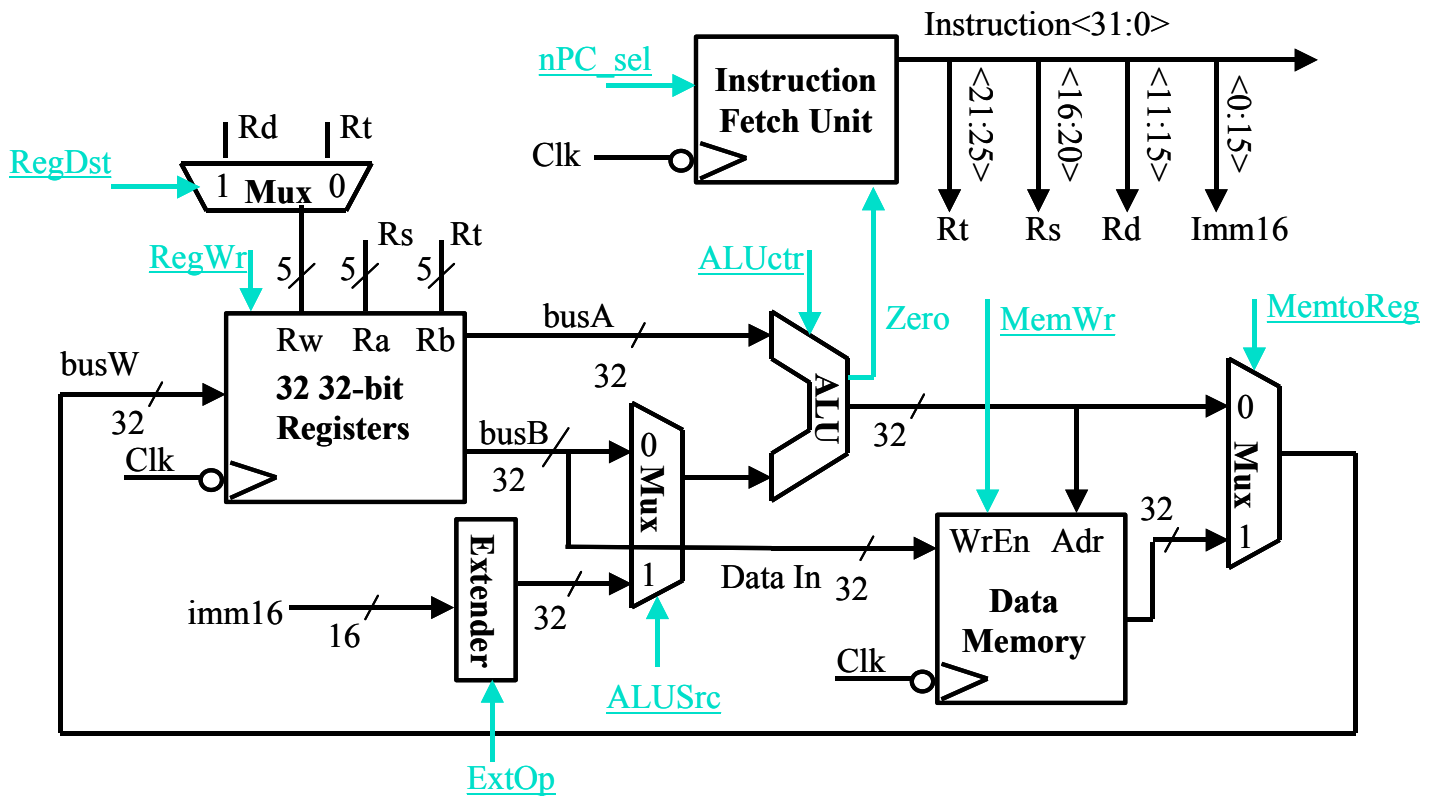 Instruction<31:0>
nPC_sel
Instruction
Fetch Unit
Clk
<21:25>
<16:20>
<11:15>
<0:15>
Rt
Rs
Rd
Imm16
Rd
Rt
RegDst
1 Mux 0
Rs
Rt
RegWr
5
5
5
ALUctr
Zero
MemWr
MemtoReg
busW
32
Rw Ra Rb
32 32-bit
Registers
Clk
busA
32
busB
32
0
Mux
1
ALU
32
0
Mux
1
32
WrEn Adr
Data
Memory
Clk
Data In
32
imm16
16
Extender
32
ALUSrc
ExtOp